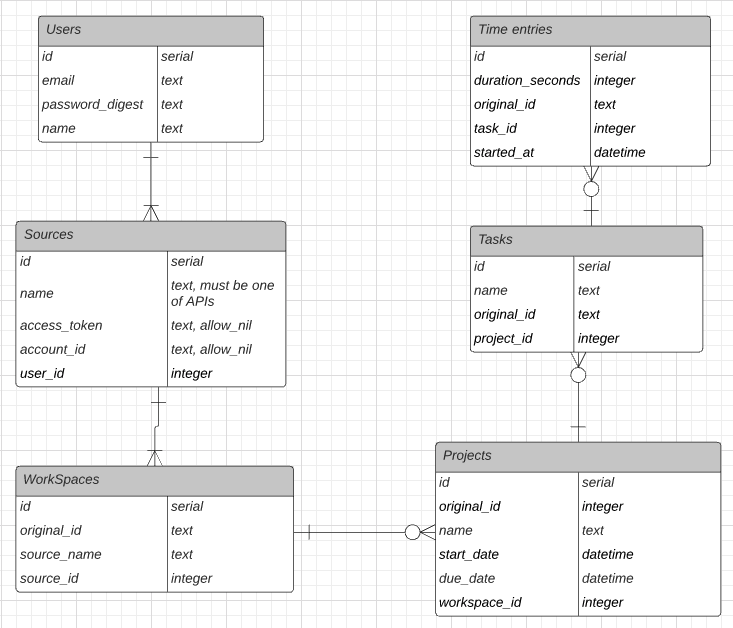 Users
id serial
email text
password_digest text
name text
Sources
id serial
name text, must be one
of APIs
access_token text, allow_nil
account_id text, allow_nil
user_id integer
WorkSpaces
id serial
original_id text
source_name text
source_id integer
Time entries
id serial
duration_seconds integer
original_id text
task_id integer
started_at datetime
Tasks
id serial
name text
original_id text
project_id integer
Projects
id serial
original_id integer
name text
start_date datetime
due_date datetime
workspace_id integer